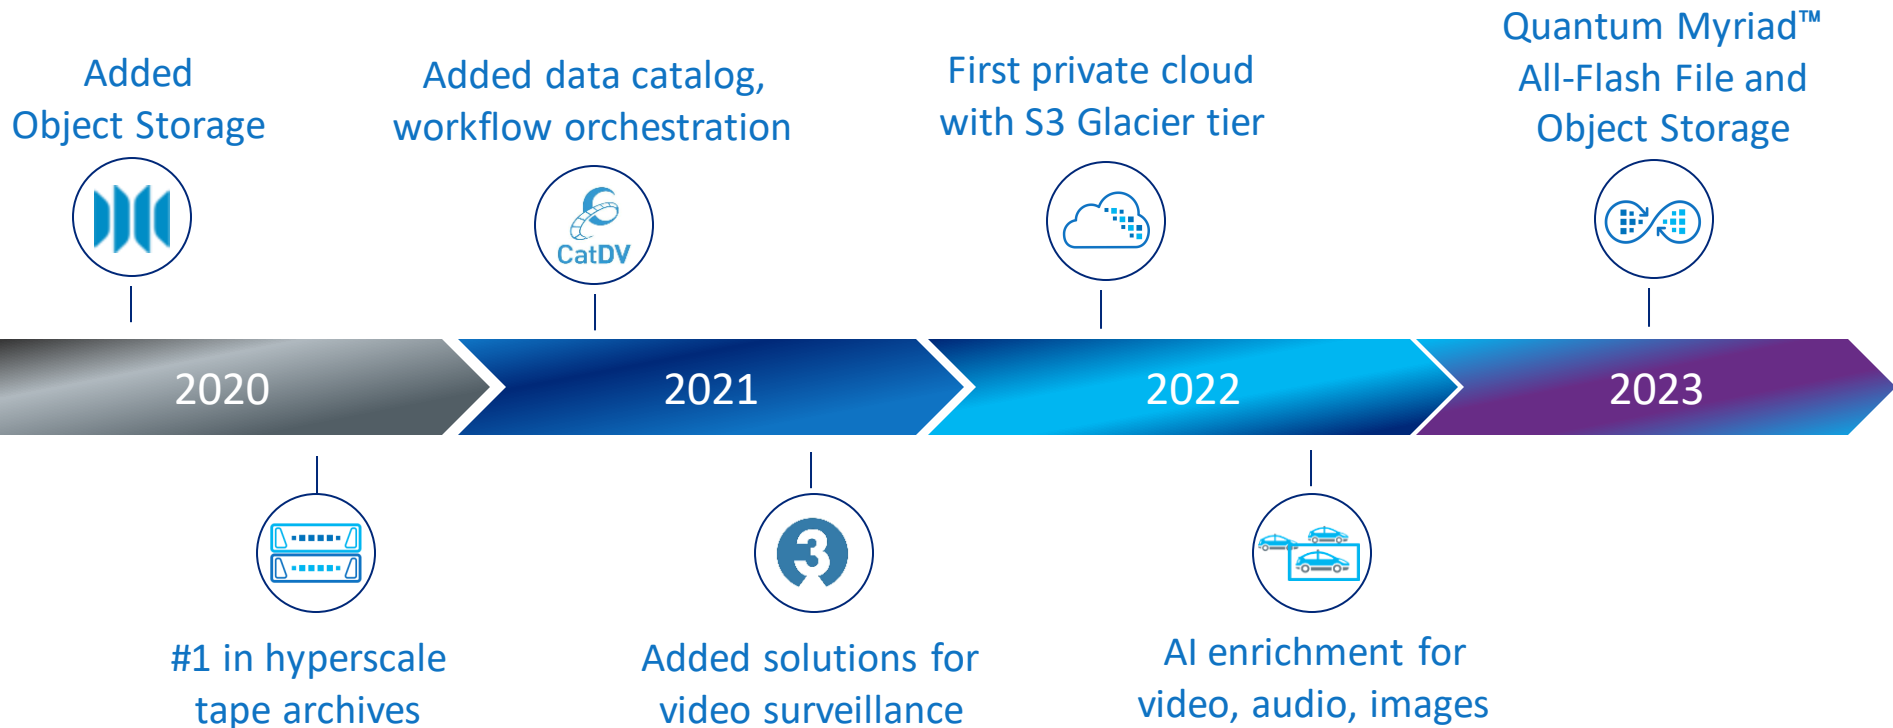 Added
Object Storage
Added data catalog,
workflow orchestration
CatDV
First private cloud
with S3 Glacier tier
Quantum Myriad™
All-Flash File and
Object Storage
2020
2021
2022
2023
#1 in hyperscale
tape archives
3
Added solutions for
video surveillance
AI enrichment for
video, audio, images